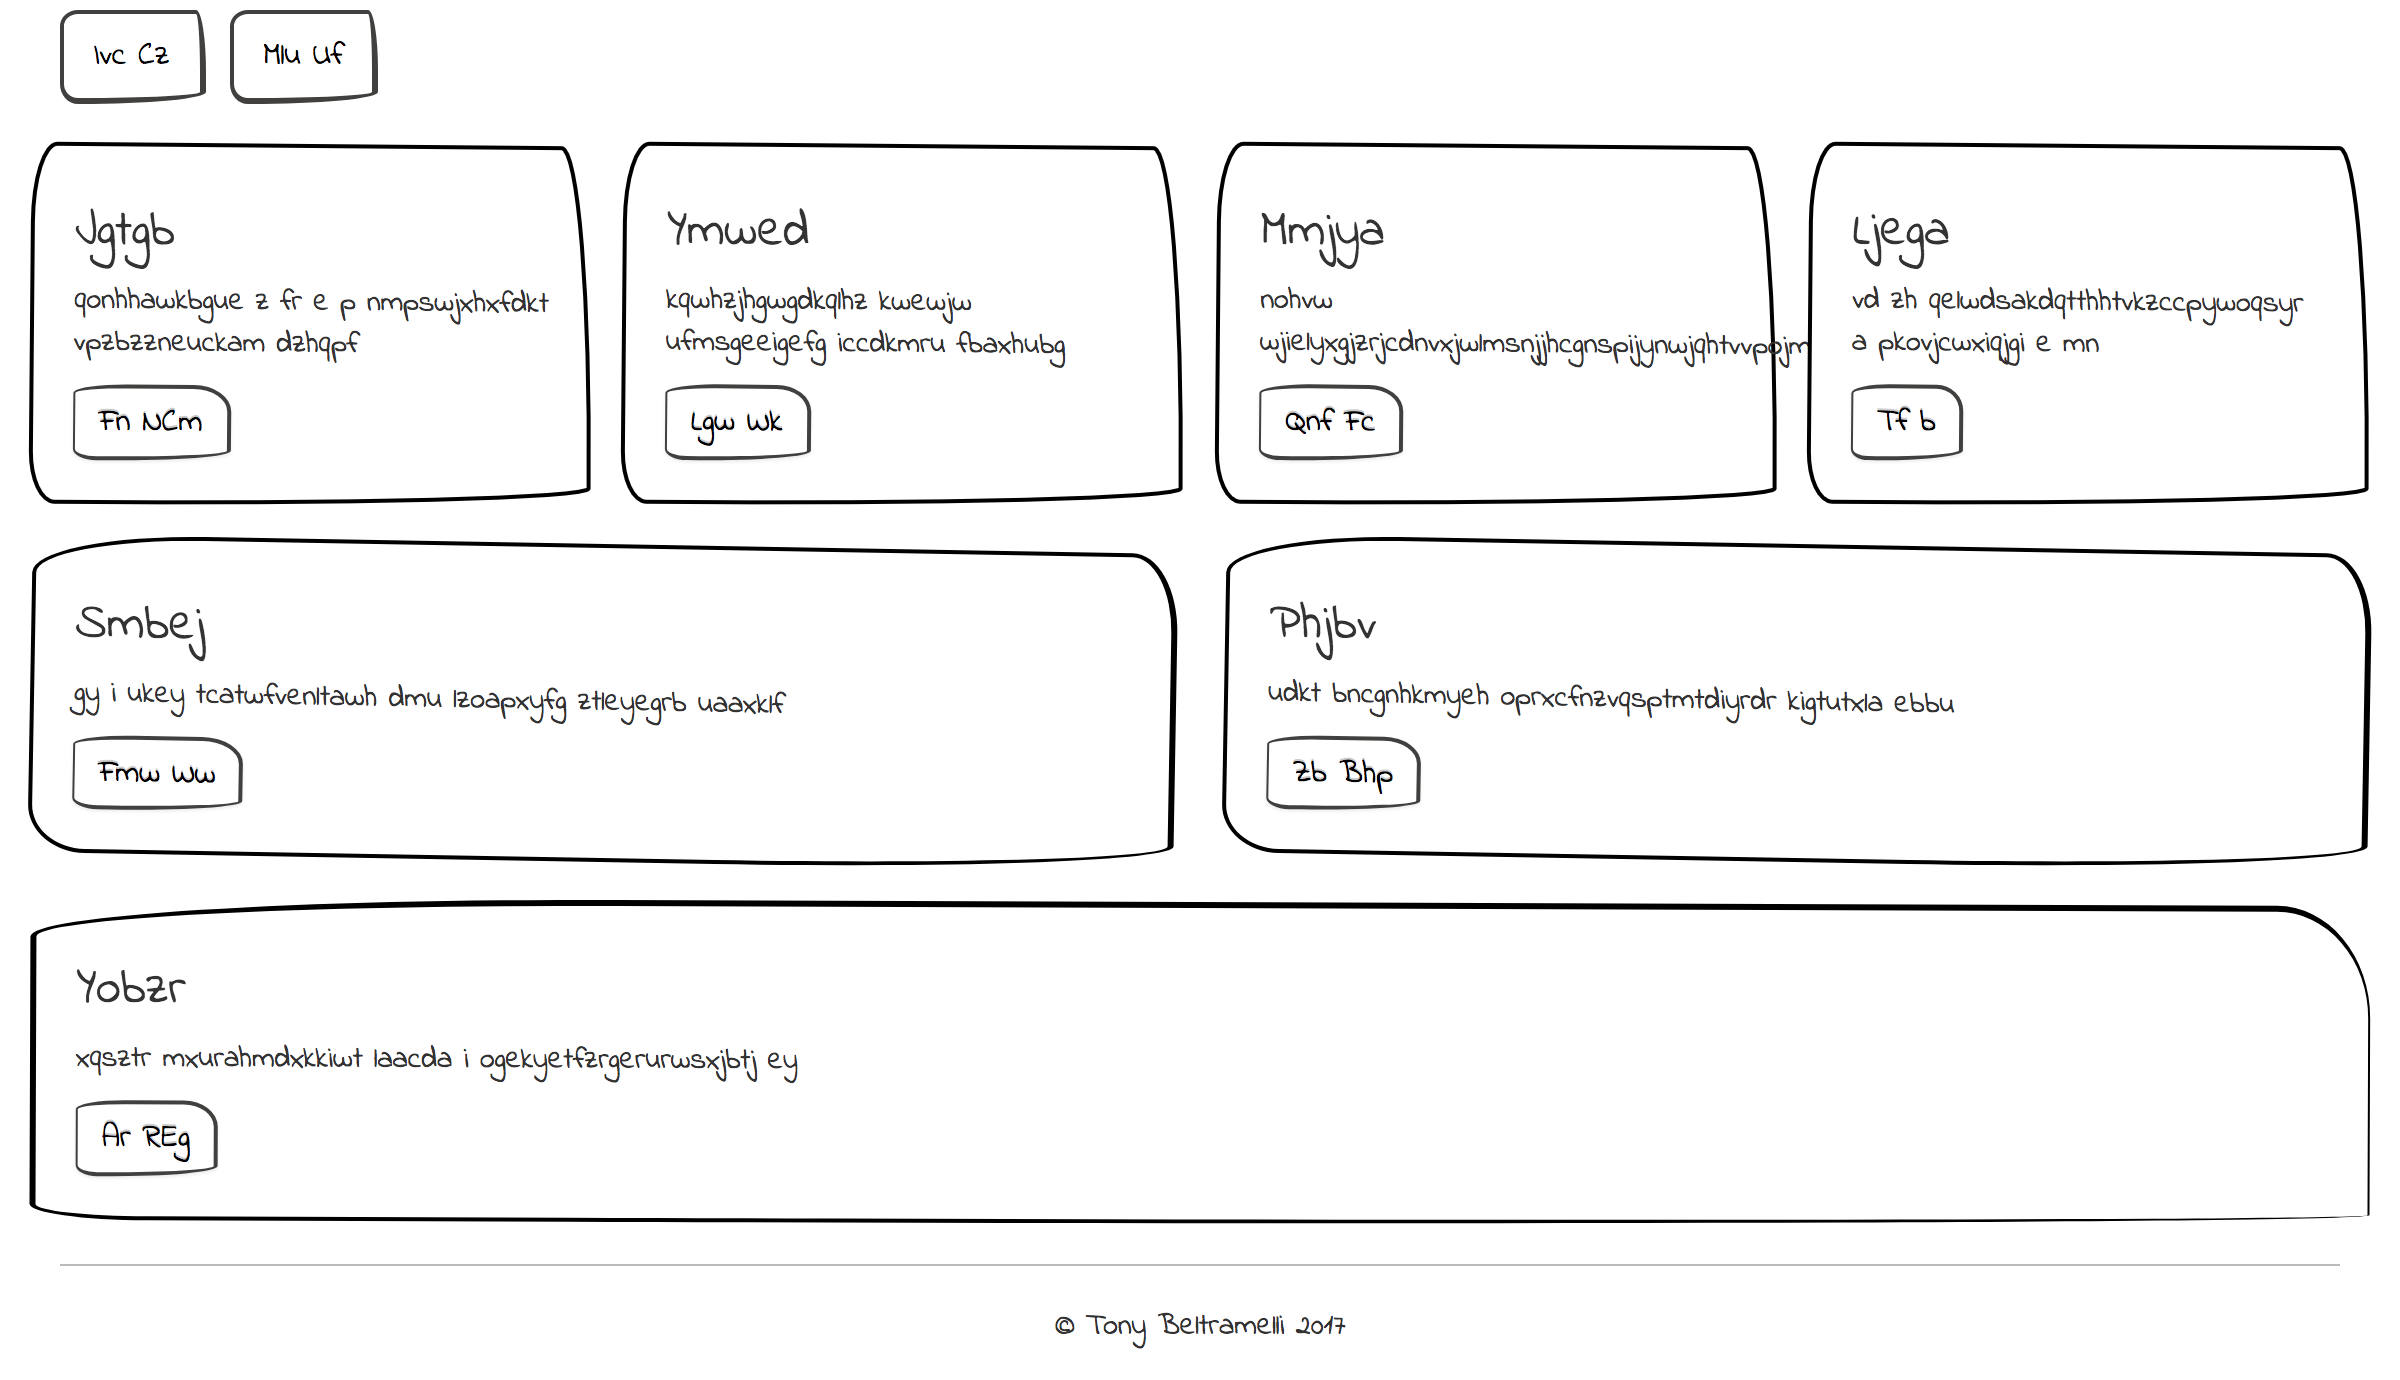 Ivc Cz
Mlu Uf
Jgtgb
qonhhawkbgue z fr e p nmpswjxhxfdkt
vpzbzzneuckam dzhqpf
Fn NCm
Ymwed
kqwhzjhgwgdkqlhz kwewjw
ufmsgeeigefg iccdkmru fbaxhubg
Lgw Wk
Mmjya
nohvw
wjielyxgjzrjcdnvxjwlmsnjjhcgnspijynwjqhtvvpojm
Qnf Fc
Ljega
vd zh qelwdsakdqtthhtvkzccpywoqsyr
a pkovjcwxiqjgi e mn
Tf b
Smbej
gy i ukey tcatwfvenltawh dmu lzoapxyfg ztleyegrb uaaxklf
Fmw Ww
Phjbv
udkt bncgnhkmyeh oprxcfnzvqsptmtdiyrdr kigtutxla ebbu
Zb Bhp
Yobzr
xqsztr mxurahmdxkkiwt laacda i ogekyetfzrgerurwsxjbtj ey
Ar REg
© Tony Beltramelli 2017